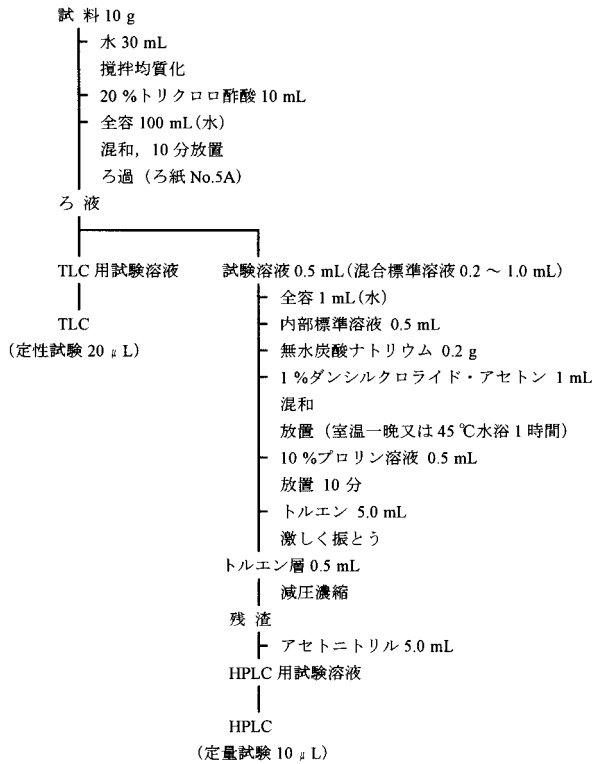 試 料 10 g
水 30 mL
攪拌均質化
20 %トリクロロ酢酸 10 mL
全容 100 mL(水)
混和, 10 分放置
ろ過 (ろ紙 No.5A)
ろ 液
TLC 用試験溶液
試験溶液 0.5 mL(混合標準溶液 0.2 ～ 1.0 mL)
全容 1 mL(水)
TLC
内部標準溶液 0.5 mL
(定性試験 20 μ L)
無水炭酸ナトリウム 0.2 g
1 %ダンシルクロライド・アセトン 1 mL
混和
放置 (室温一晩又は 45 ℃水浴 1 時間)
10 %プロリン溶液 0.5 mL
放置 10 分
トルエン 5.0 mL
激しく振とう
トルエン層 0.5 mL
減圧濃縮
残 渣
アセトニトリル 5.0 mL
HPLC 用試験溶液
HPLC
(定量試験 10 μ L)